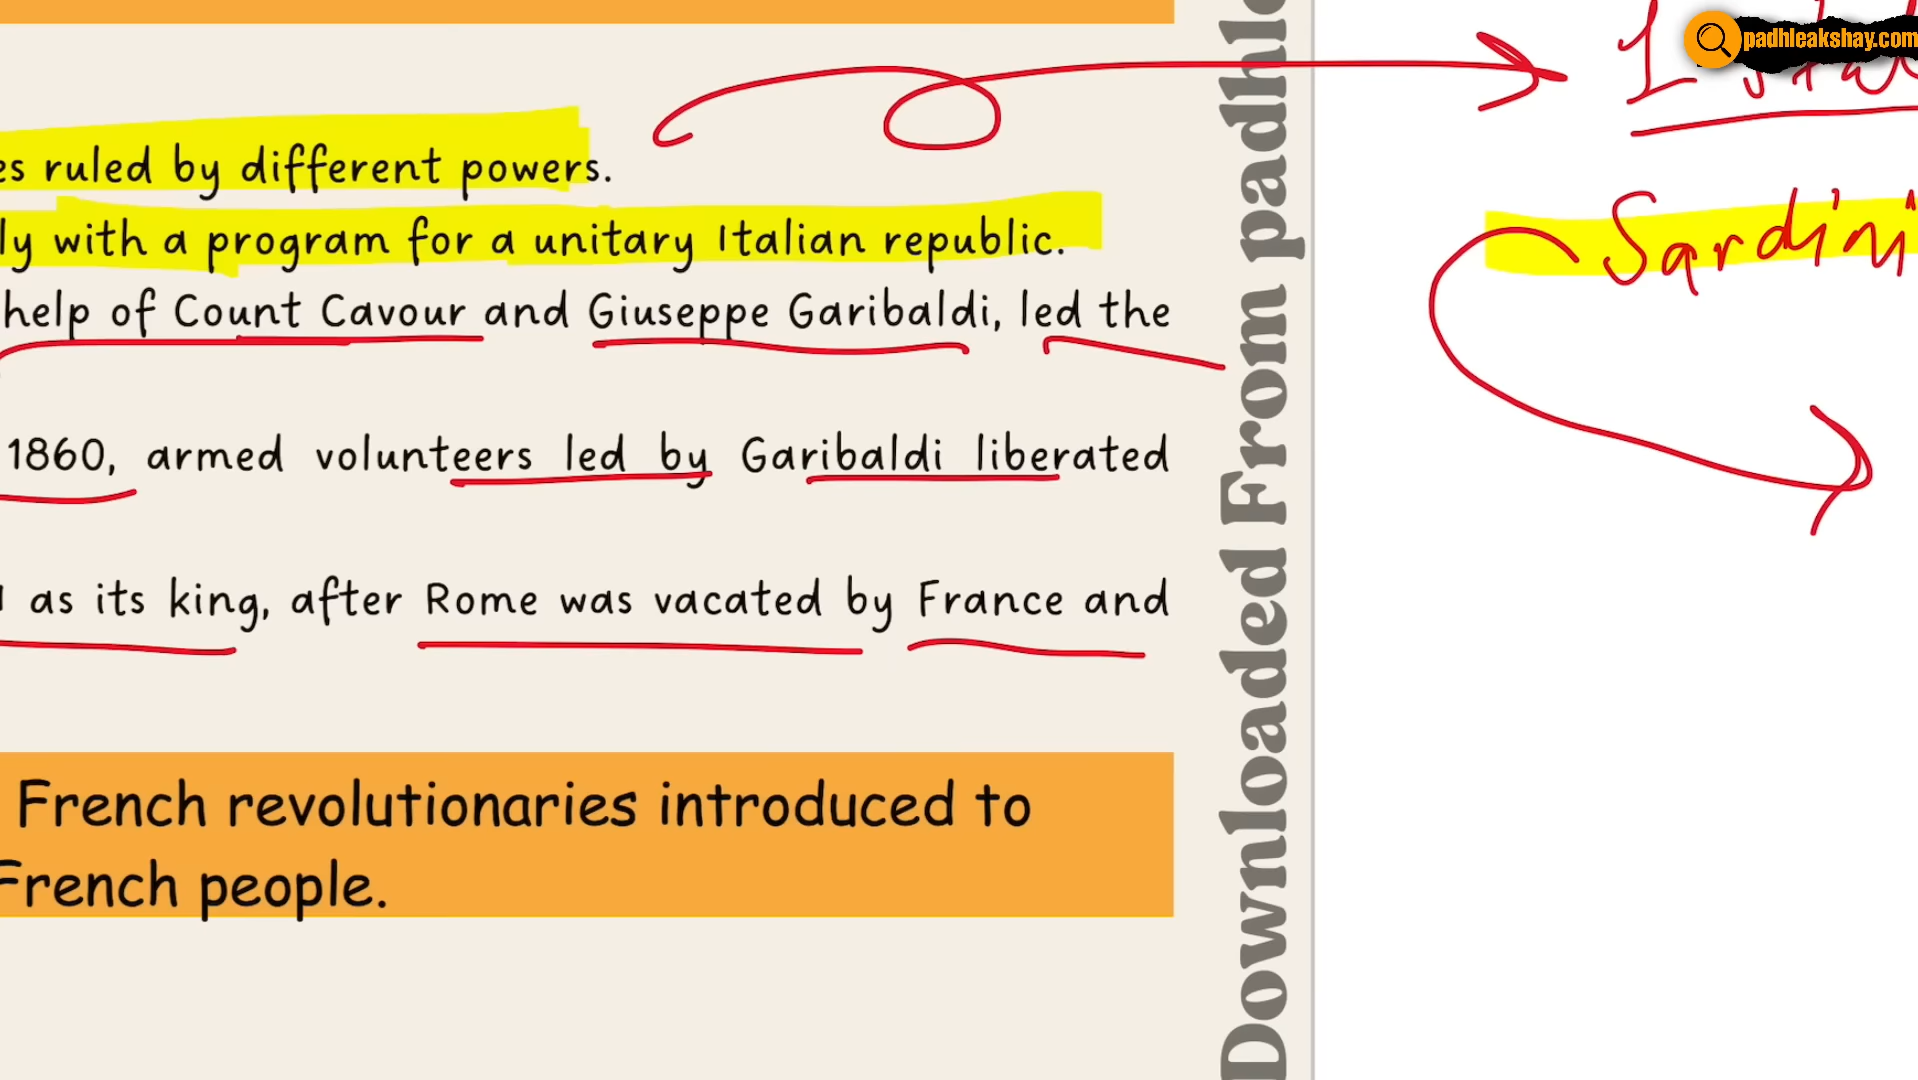 padhleakshay.com
1
es ruled by different powers.
ly with a program for a unitary Italian republic.
Sardini
help of Count Cavour and Giuseppe Garibaldi, led the
1860, armed volunteers led by Garibaldi liberated
as its king, after Rome was vacated by France and
French revolutionaries introduced to
French people.
Downloaded From padhle